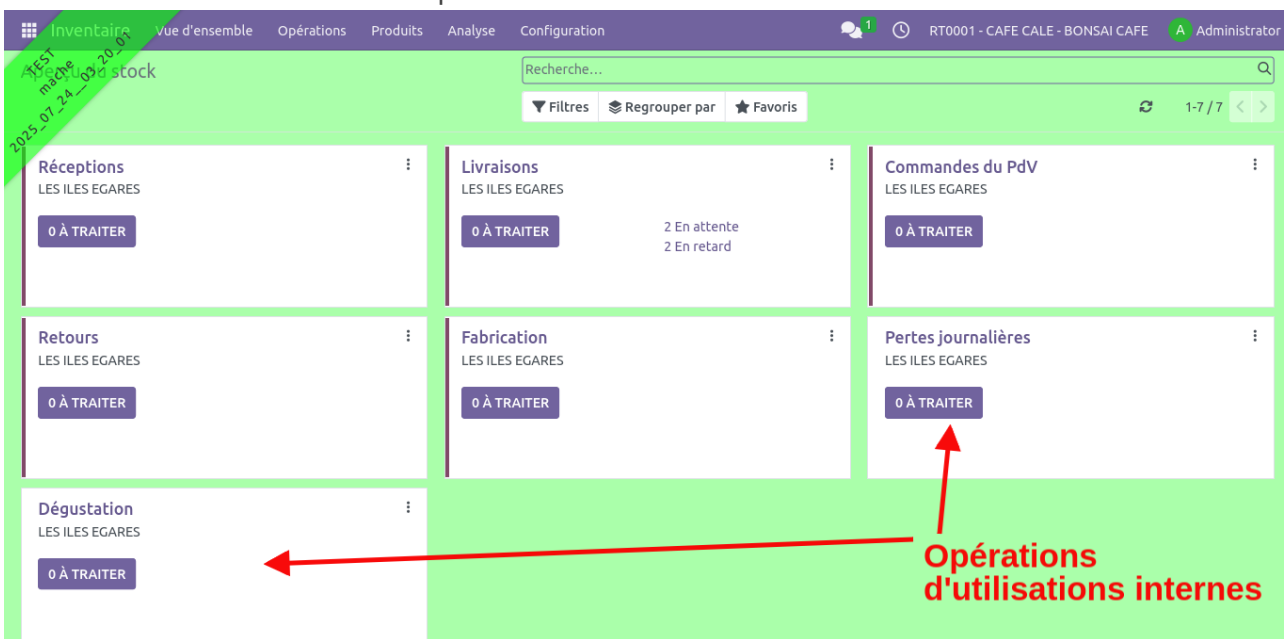 Inventaire Vue d'ensemble Opérations Produits Analyse Configuration 1 RT0001 - CAFE CALE - BONSAI CAFE A Administrator
TEST
mache
2025_07_24__03_20_01
Aperçu du stock
Recherche...
Filtres Regrouper par Favoris 1-7 / 7
Réceptions
LES ILES EGARES
0 À TRAITER
Livraisons
LES ILES EGARES
0 À TRAITER
2 En attente
2 En retard
Commandes du PdV
LES ILES EGARES
0 À TRAITER
Retours
LES ILES EGARES
0 À TRAITER
Fabrication
LES ILES EGARES
0 À TRAITER
Pertes journalières
LES ILES EGARES
0 À TRAITER
Dégustation
LES ILES EGARES
0 À TRAITER
Opérations
d'utilisations internes